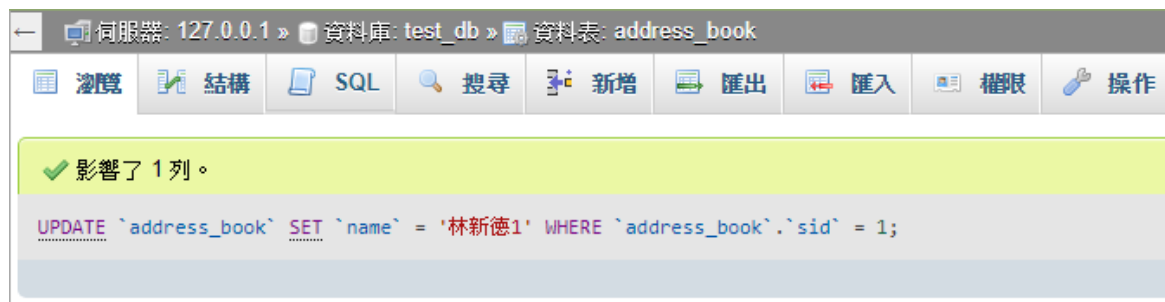 ← 伺服器: 127.0.0.1 » 資料庫: test_db » 資料表: address_book
瀏覽 結構 SQL 搜尋 新增 匯出 匯入 權限 操作
影響了 1 列。
UPDATE `address_book` SET `name` = '林新德1' WHERE `address_book`.`sid` = 1;